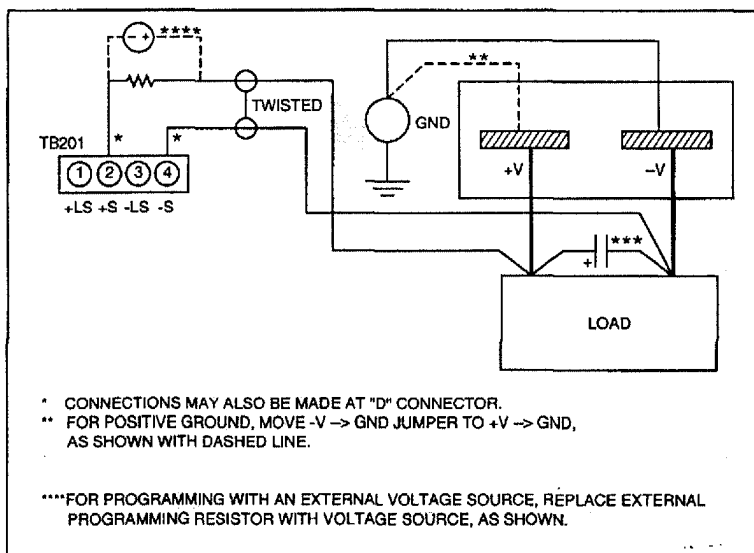 - + ****
TWISTED
**
GND
TB201
* *
1 2 3 4
+LS +S -LS -S
+V -V
+ ***
LOAD
* CONNECTIONS MAY ALSO BE MADE AT "D" CONNECTOR.
** FOR POSITIVE GROUND, MOVE -V -> GND JUMPER TO +V -> GND,
AS SHOWN WITH DASHED LINE.
****FOR PROGRAMMING WITH AN EXTERNAL VOLTAGE SOURCE, REPLACE EXTERNAL
PROGRAMMING RESISTOR WITH VOLTAGE SOURCE, AS SHOWN.